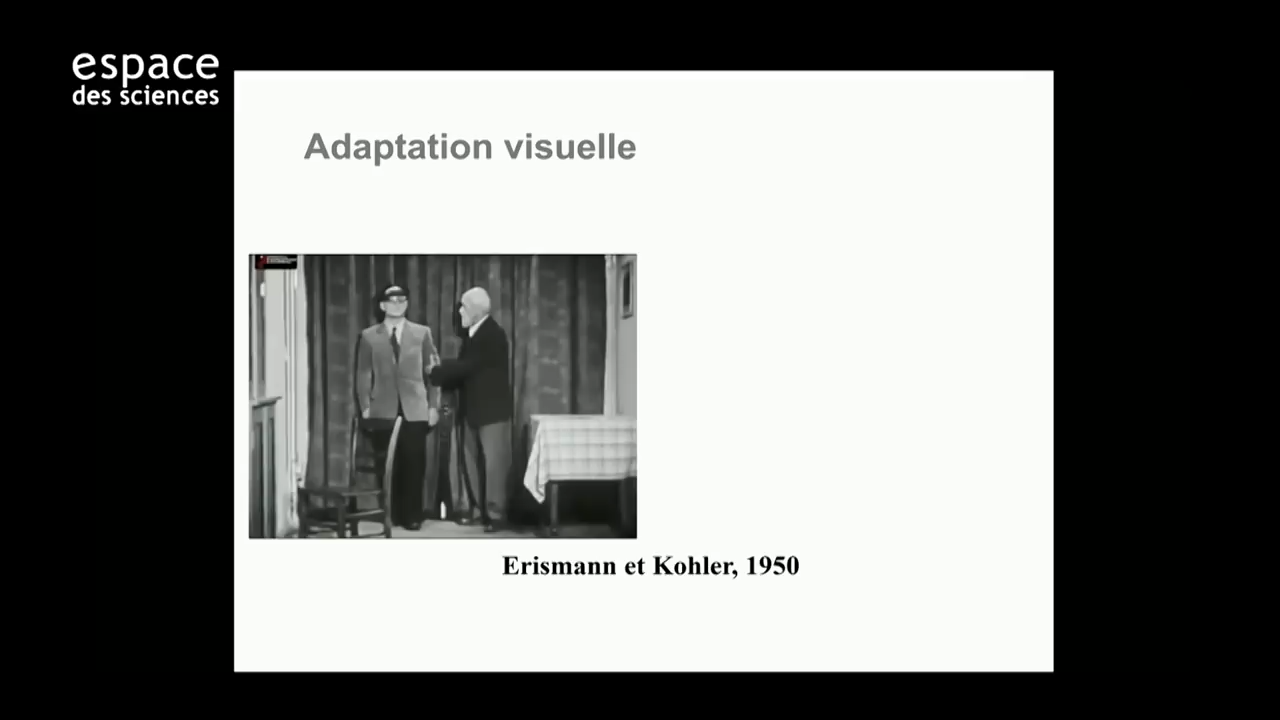 espace
des sciences
Adaptation visuelle
Erismann et Kohler, 1950